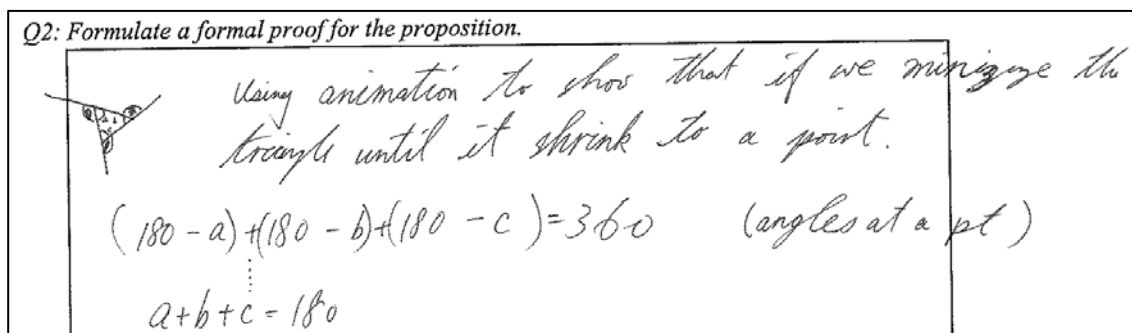 Q2: Formulate a formal proof for the proposition.
Using animation to show that if we minimize the
triangle until it shrink to a point.
(180 - a) + (180 - b) + (180 - c) = 360 (angles at a pt)
⋮
a + b + c = 180